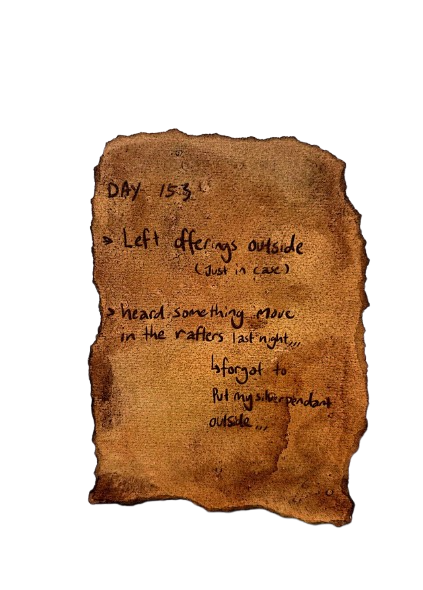 DAY 153
> Left offerings outside
(Just in case)
> heard something move
in the rafters last night,,,
↳forgot to
Put my silver pendant
outside,,,